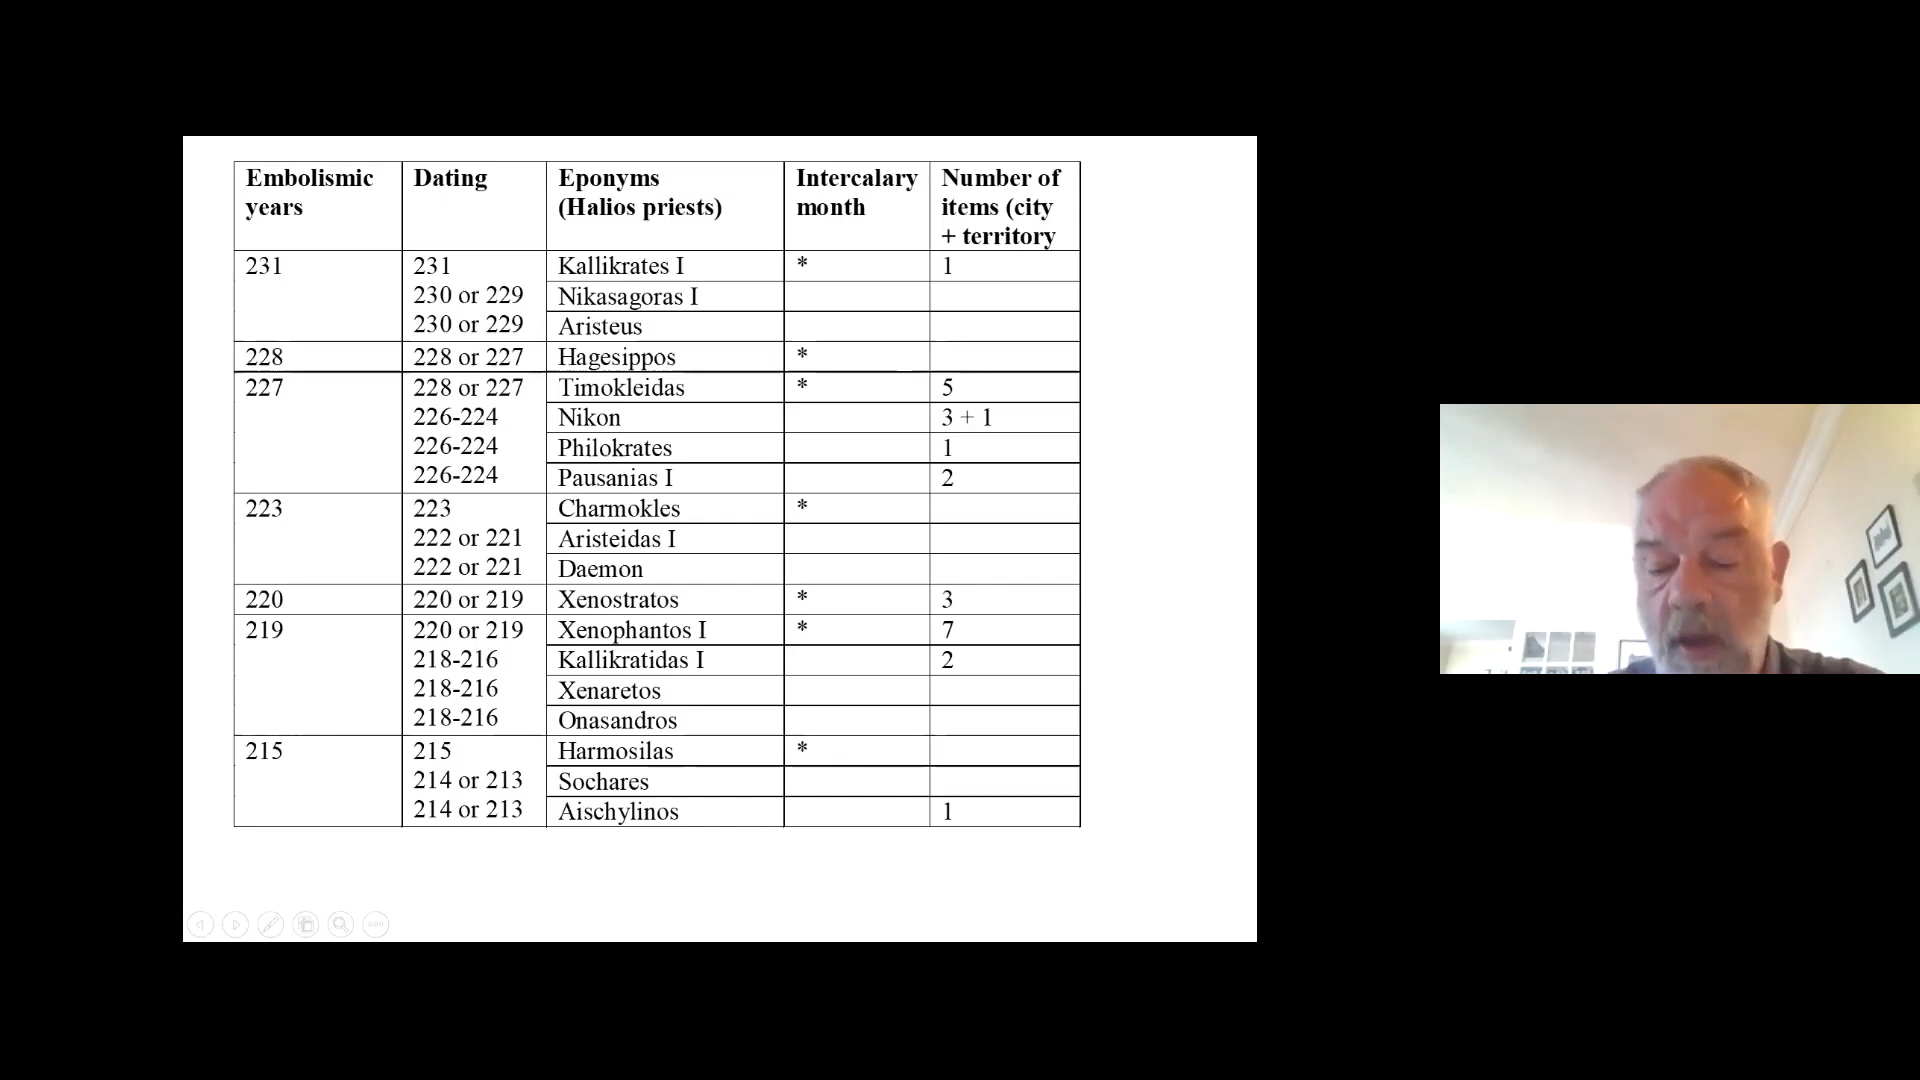 Embolismic years | Dating | Eponyms (Halios priests) | Intercalary month | Number of items (city + territory
231 | 231 | Kallikrates I | * | 1
230 or 229 | Nikasagoras I
230 or 229 | Aristeus
228 | 228 or 227 | Hagesippos | *
227 | 228 or 227 | Timokleidas | * | 5
226-224 | Nikon | 3 + 1
226-224 | Philokrates | 1
226-224 | Pausanias I | 2
223 | 223 | Charmokles | *
222 or 221 | Aristeidas I
222 or 221 | Daemon
220 | 220 or 219 | Xenostratos | * | 3
219 | 220 or 219 | Xenophantos I | * | 7
218-216 | Kallikratidas I | 2
218-216 | Xenaretos
218-216 | Onasandros
215 | 215 | Harmosilas | *
214 or 213 | Sochares
214 or 213 | Aischylinos | 1